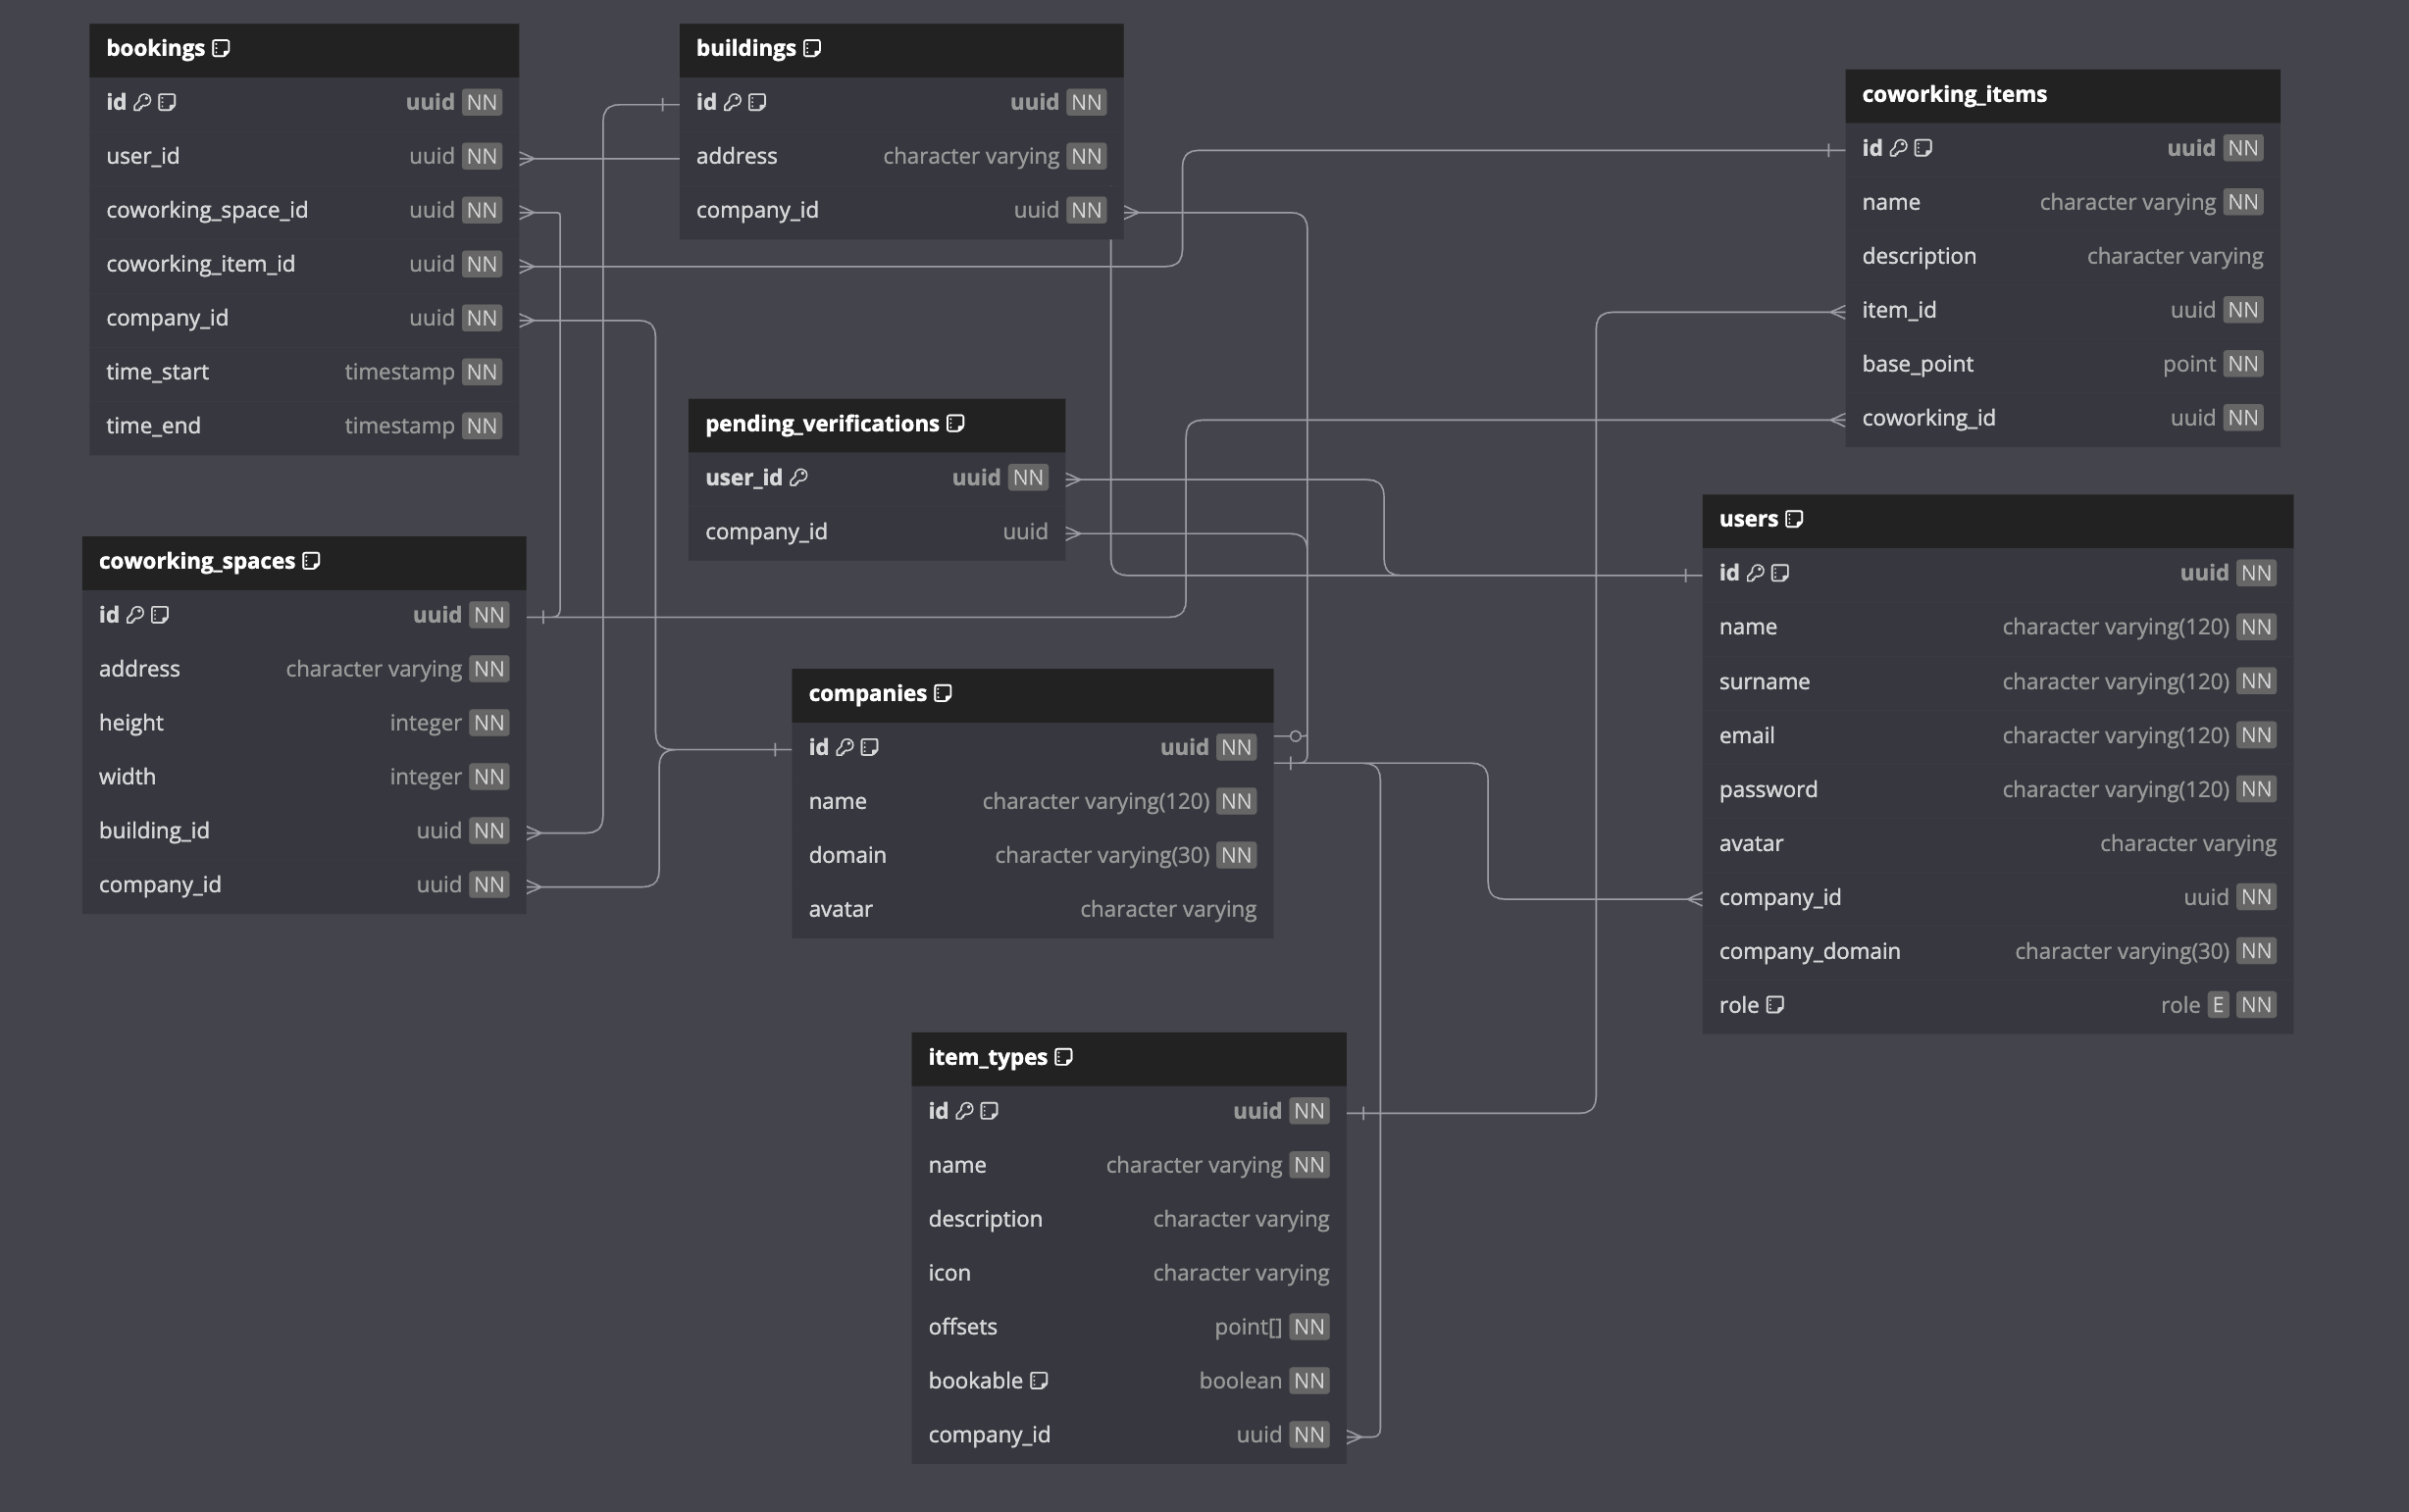 bookings
id uuid NN
user_id uuid NN
coworking_space_id uuid NN
coworking_item_id uuid NN
company_id uuid NN
time_start timestamp NN
time_end timestamp NN
buildings
id uuid NN
address character varying NN
company_id uuid NN
coworking_items
id uuid NN
name character varying NN
description character varying
item_id uuid NN
base_point point NN
coworking_id uuid NN
pending_verifications
user_id uuid NN
company_id uuid
coworking_spaces
id uuid NN
address character varying NN
height integer NN
width integer NN
building_id uuid NN
company_id uuid NN
users
id uuid NN
name character varying(120) NN
surname character varying(120) NN
email character varying(120) NN
password character varying(120) NN
avatar character varying
company_id uuid NN
company_domain character varying(30) NN
role role E NN
companies
id uuid NN
name character varying(120) NN
domain character varying(30) NN
avatar character varying
item_types
id uuid NN
name character varying NN
description character varying
icon character varying
offsets point[] NN
bookable boolean NN
company_id uuid NN